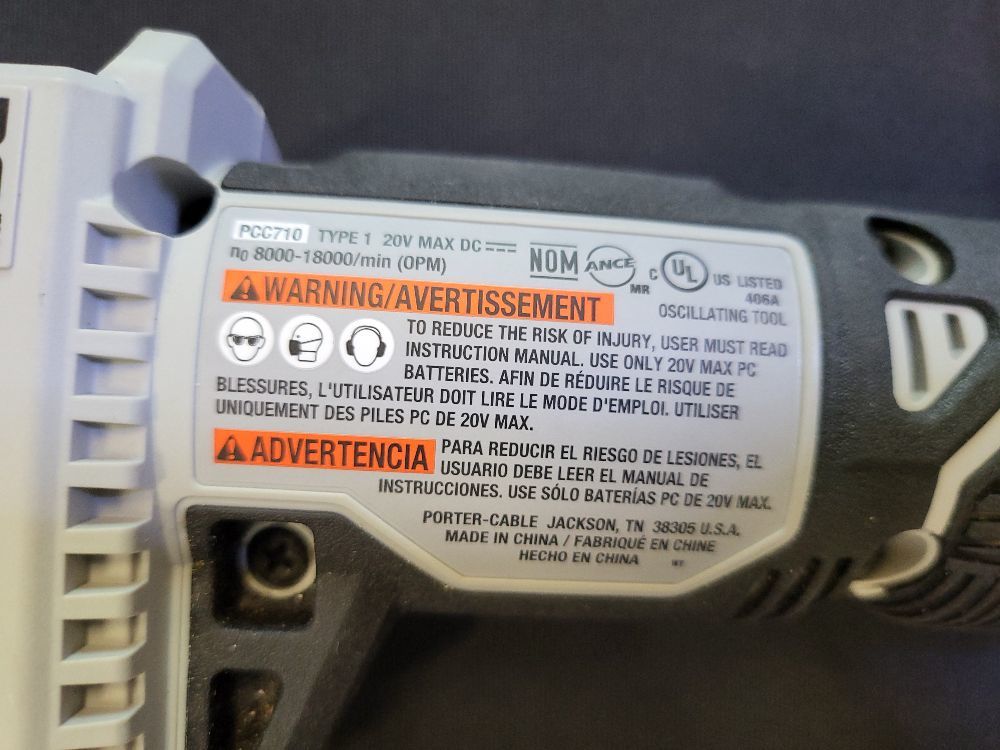 PCC710 TYPE 1 20V MAX DC
n₀ 8000-18000/min (OPM)
NOM ANCE MR C UL US LISTED
406A
OSCILLATING TOOL
WARNING/AVERTISSEMENT
TO REDUCE THE RISK OF INJURY, USER MUST READ
INSTRUCTION MANUAL. USE ONLY 20V MAX PC
BATTERIES. AFIN DE RÉDUIRE LE RISQUE DE
BLESSURES, L'UTILISATEUR DOIT LIRE LE MODE D'EMPLOI. UTILISER
UNIQUEMENT DES PILES PC DE 20V MAX.
ADVERTENCIA PARA REDUCIR EL RIESGO DE LESIONES, EL
USUARIO DEBE LEER EL MANUAL DE
INSTRUCCIONES. USE SÓLO BATERÍAS PC DE 20V MAX.
PORTER-CABLE JACKSON, TN 38305 U.S.A.
MADE IN CHINA / FABRIQUÉ EN CHINE
HECHO EN CHINA